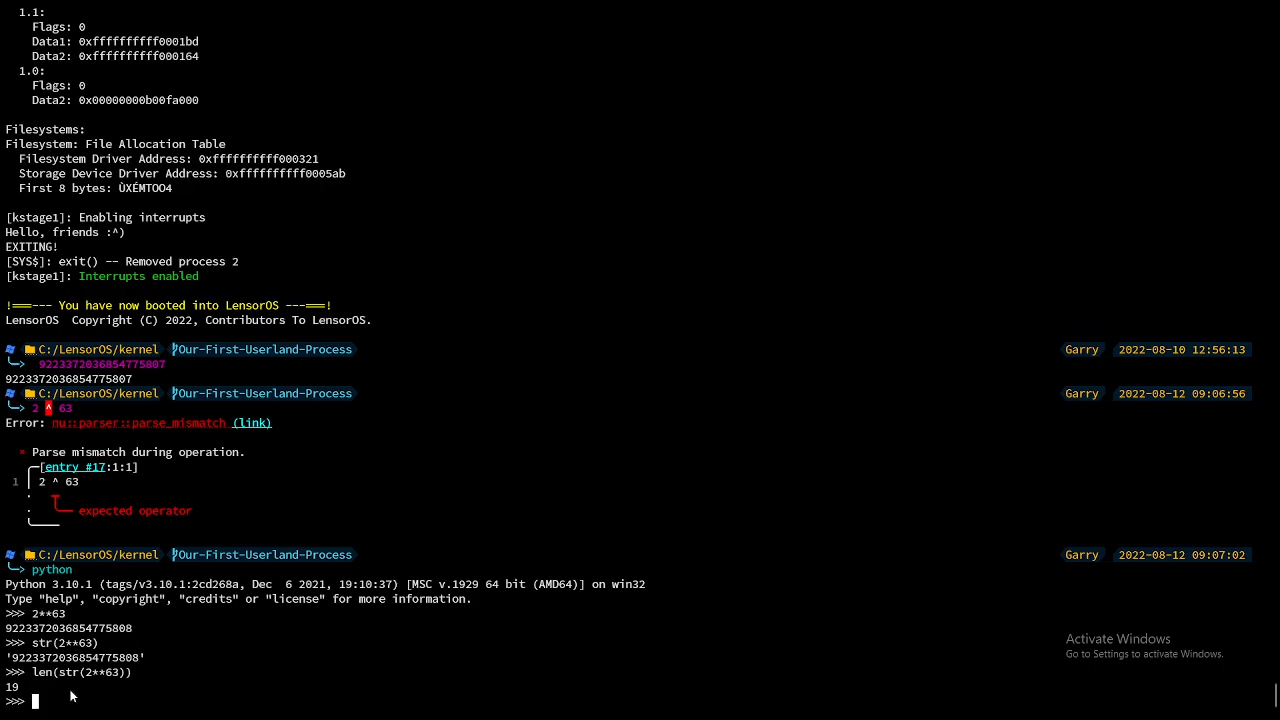 1.1:
Flags: 0
Data1: 0xffffffffff0001bd
Data2: 0xffffffffff000164
1.0:
Flags: 0
Data2: 0x00000000b00fa000
Filesystems:
Filesystem: File Allocation Table
Filesystem Driver Address: 0xffffffffff000321
Storage Device Driver Address: 0xffffffffff0005ab
First 8 bytes: ÙXÉMTOO4
[kstage1]: Enabling interrupts
Hello, friends :^)
EXITING!
[SYS$]: exit() -- Removed process 2
[kstage1]: Interrupts enabled
!===--- You have now booted into LensorOS ---===!
LensorOS  Copyright (C) 2022, Contributors To LensorOS.
C:/LensorOS/kernel Our-First-Userland-Process Garry 2022-08-10 12:56:13
9223372036854775807
9223372036854775807
C:/LensorOS/kernel Our-First-Userland-Process Garry 2022-08-12 09:06:56
2 ^ 63
Error: nu::parser::parse_mismatch (link)
× Parse mismatch during operation.
[entry #17:1:1]
1 │ 2 ^ 63
expected operator
C:/LensorOS/kernel Our-First-Userland-Process Garry 2022-08-12 09:07:02
python
Python 3.10.1 (tags/v3.10.1:2cd268a, Dec  6 2021, 19:10:37) [MSC v.1929 64 bit (AMD64)] on win32
Type "help", "copyright", "credits" or "license" for more information.
>>> 2**63
9223372036854775808
>>> str(2**63)
'9223372036854775808'
>>> len(str(2**63))
19
>>>
Activate Windows
Go to Settings to activate Windows.